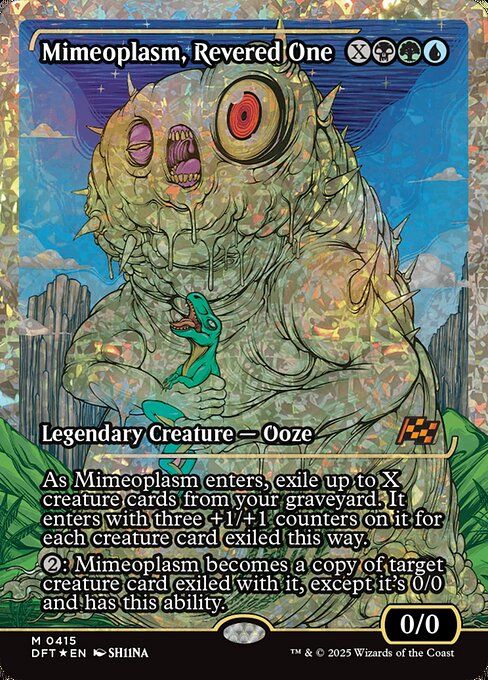 Mimeoplasm, Revered One X
Legendary Creature — Ooze
As Mimeoplasm enters, exile up to X
creature cards from your graveyard. It
enters with three +1/+1 counters on it for
each creature card exiled this way.
2: Mimeoplasm becomes a copy of target
creature card exiled with it, except it's 0/0
and has this ability.
0/0
M 0415
DFT★EN SH11NA
™ & © 2025 Wizards of the Coast